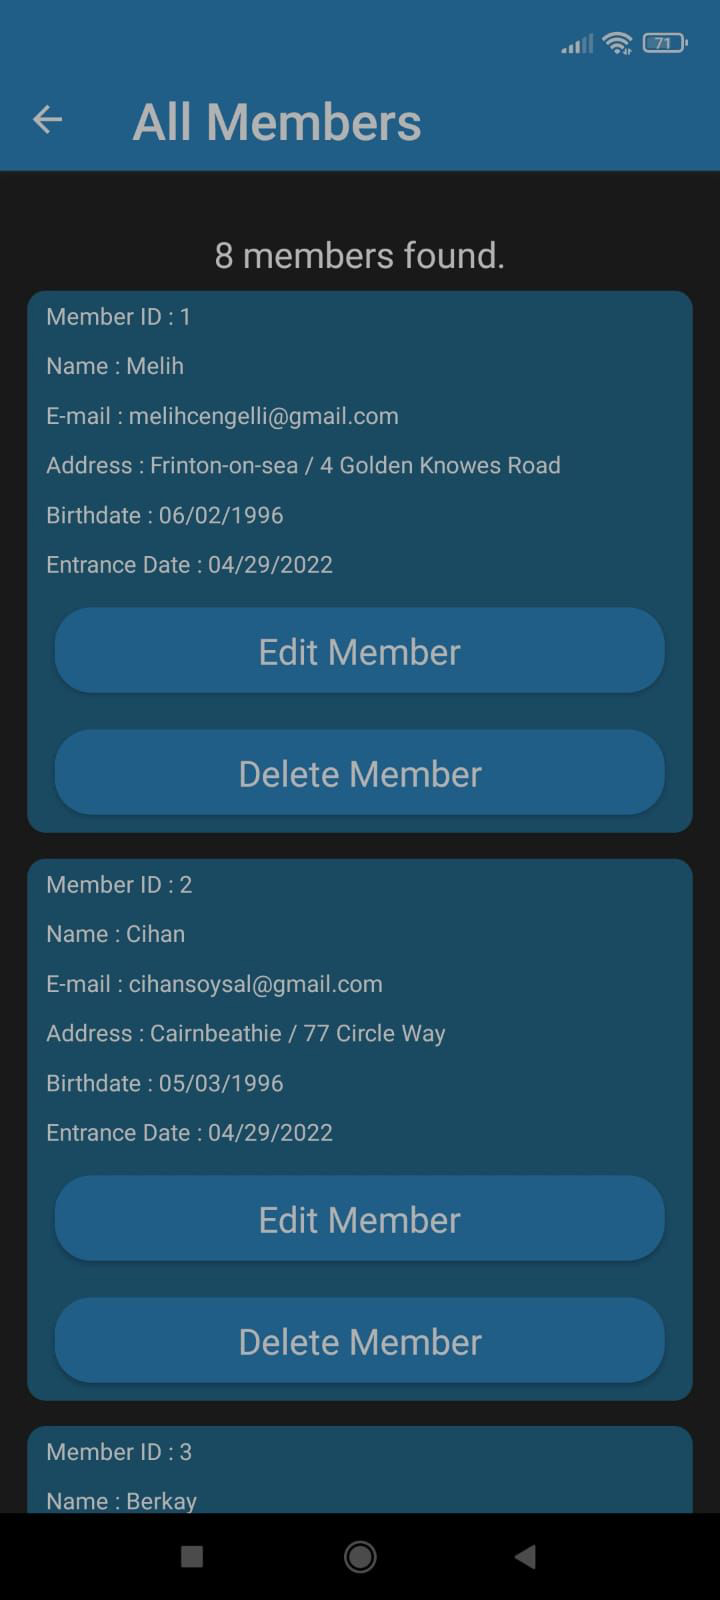 71
All Members
8 members found.
Member ID : 1
Name : Melih
E-mail : melihcengelli@gmail.com
Address : Frinton-on-sea / 4 Golden Knowes Road
Birthdate : 06/02/1996
Entrance Date : 04/29/2022
Edit Member
Delete Member
Member ID : 2
Name : Cihan
E-mail : cihansoysal@gmail.com
Address : Cairnbeathie / 77 Circle Way
Birthdate : 05/03/1996
Entrance Date : 04/29/2022
Edit Member
Delete Member
Member ID : 3
Name : Berkay